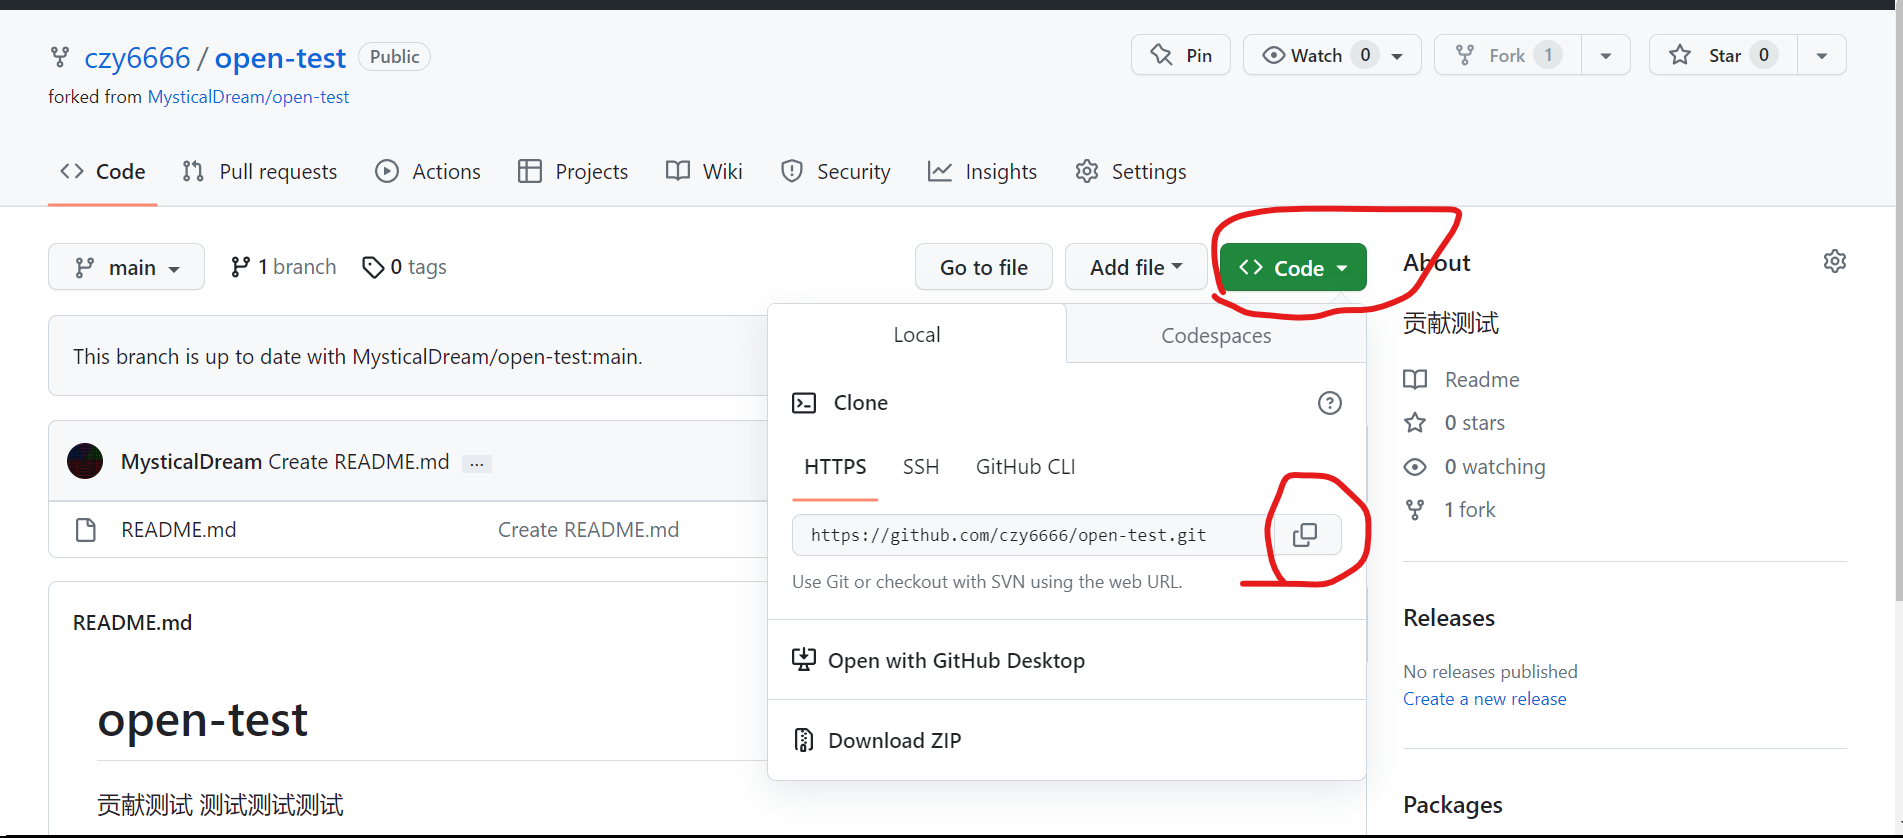 czy6666 / open-test Public
Pin
Watch 0
Fork 1
Star 0
forked from MysticalDream/open-test
Code
Pull requests
Actions
Projects
Wiki
Security
Insights
Settings
main
1 branch
0 tags
Go to file
Add file
Code
About
贡献测试
Readme
0 stars
0 watching
1 fork
Releases
No releases published
Create a new release
Packages
Local
Codespaces
Clone
HTTPS
SSH
GitHub CLI
https://github.com/czy6666/open-test.git
Use Git or checkout with SVN using the web URL.
Open with GitHub Desktop
Download ZIP
This branch is up to date with MysticalDream/open-test:main.
MysticalDream Create README.md ...
README.md
Create README.md
README.md
open-test
贡献测试 测试测试测试